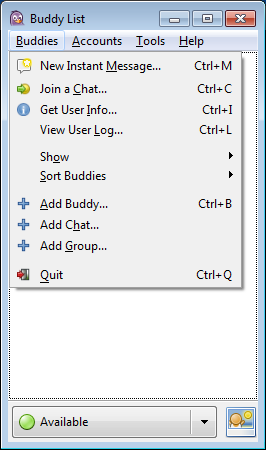 Buddy List
Buddies Accounts Tools Help
New Instant Message... Ctrl+M
Join a Chat... Ctrl+C
Get User Info... Ctrl+I
View User Log... Ctrl+L
Show
Sort Buddies
Add Buddy... Ctrl+B
Add Chat...
Add Group...
Quit Ctrl+Q
Available